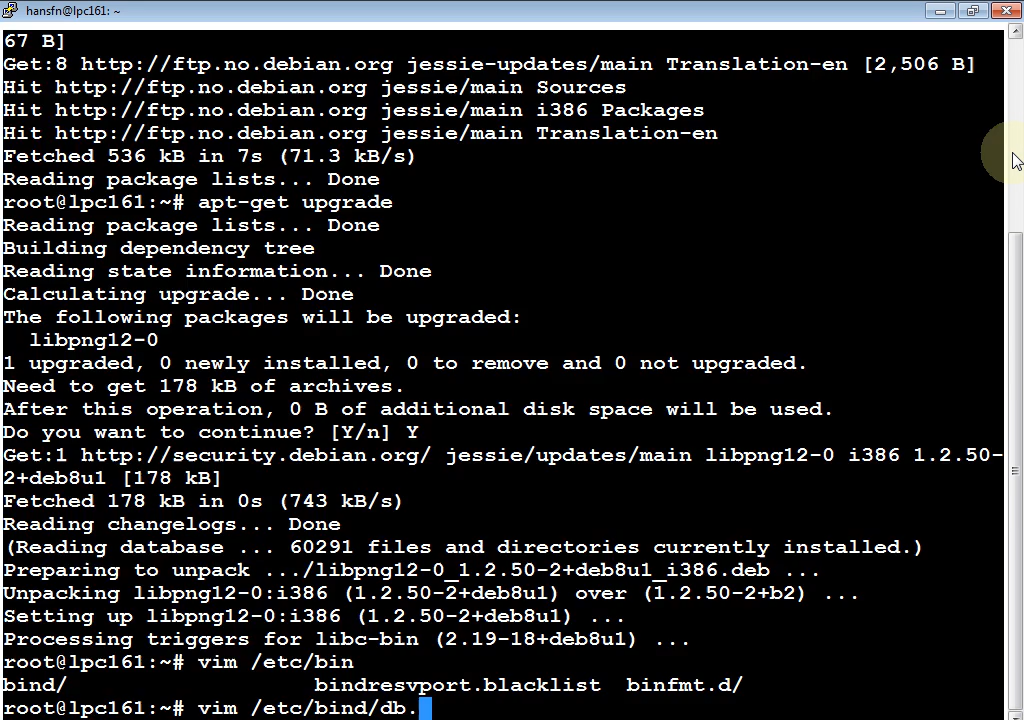 hansfn@lpc161: ~
67 B]
Get:8 http://ftp.no.debian.org jessie-updates/main Translation-en [2,506 B]
Hit http://ftp.no.debian.org jessie/main Sources
Hit http://ftp.no.debian.org jessie/main i386 Packages
Hit http://ftp.no.debian.org jessie/main Translation-en
Fetched 536 kB in 7s (71.3 kB/s)
Reading package lists... Done
root@lpc161:~# apt-get upgrade
Reading package lists... Done
Building dependency tree
Reading state information... Done
Calculating upgrade... Done
The following packages will be upgraded:
  libpng12-0
1 upgraded, 0 newly installed, 0 to remove and 0 not upgraded.
Need to get 178 kB of archives.
After this operation, 0 B of additional disk space will be used.
Do you want to continue? [Y/n] Y
Get:1 http://security.debian.org/ jessie/updates/main libpng12-0 i386 1.2.50-
2+deb8u1 [178 kB]
Fetched 178 kB in 0s (743 kB/s)
Reading changelogs... Done
(Reading database ... 60291 files and directories currently installed.)
Preparing to unpack .../libpng12-0_1.2.50-2+deb8u1_i386.deb ...
Unpacking libpng12-0:i386 (1.2.50-2+deb8u1) over (1.2.50-2+b2) ...
Setting up libpng12-0:i386 (1.2.50-2+deb8u1) ...
Processing triggers for libc-bin (2.19-18+deb8u1) ...
root@lpc161:~# vim /etc/bin
bind/                   bindresvport.blacklist  binfmt.d/
root@lpc161:~# vim /etc/bind/db.